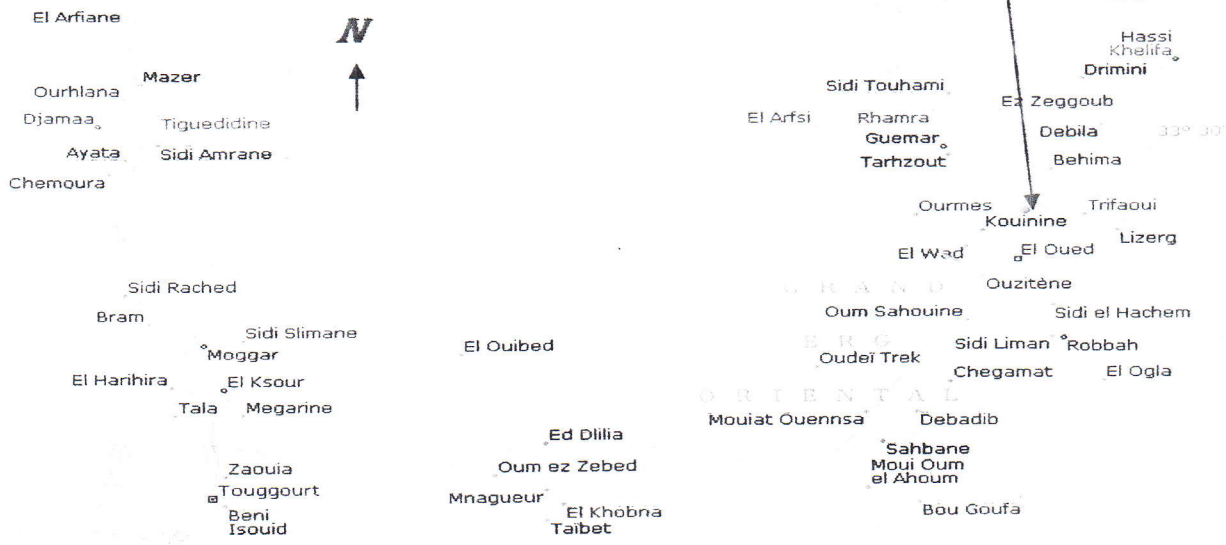 El Arfiane
N
Hassi
Khelifa
Mazer
Drimini
Ourhlana
Sidi Touhami
Ez Zeggoub
Djamaa
Tiguedidine
El Arfsi
Rhamra
Debila
33° 30'
Guemar
Ayata
Sidi Amrane
Tarhzout
Behima
Chemoura
Ourmes
Trifaoui
Kouinine
Lizerg
El Wad
El Oued
Sidi Rached
GRAND
Ouzitène
Bram
Oum Sahouine
Sidi el Hachem
Sidi Slimane
ERG
Moggar
El Ouibed
Sidi Liman
Robbah
Oudeï Trek
El Harihira
El Ksour
Chegamat
El Ogla
ORIENTAL
Tala
Megarine
Mouiat Ouennsa
Debadib
Ed Dlilia
Sahbane
Zaouia
Oum ez Zebed
Moui Oum
el Ahoum
Touggourt
Mnagueur
Beni
Isouid
El Khobna
Bou Goufa
Taïbet